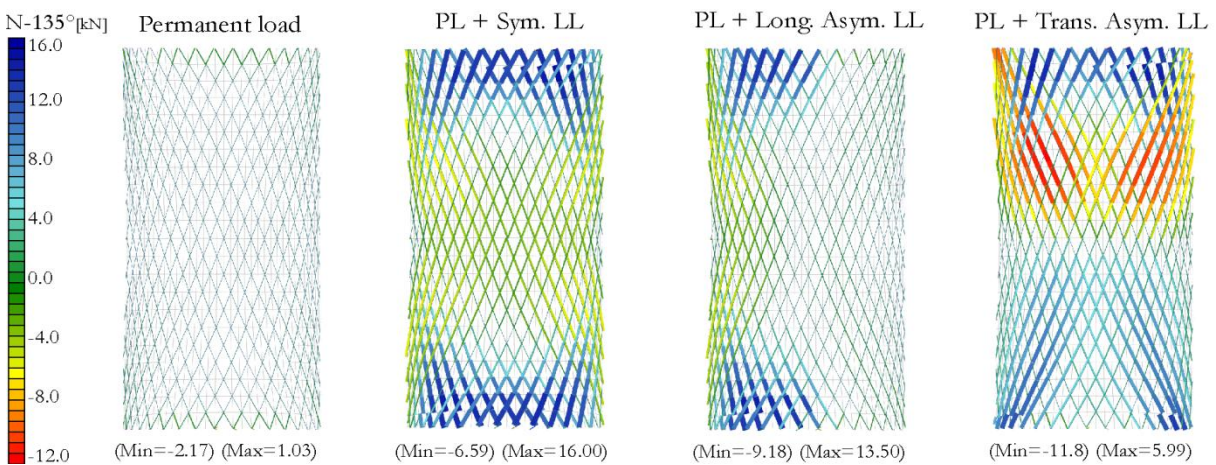 N-135°[kN]
Permanent load
PL + Sym. LL
PL + Long. Asym. LL
PL + Trans. Asym. LL
16.0
12.0
8.0
4.0
0.0
-4.0
-8.0
-12.0
(Min=-2.17) (Max=1.03)
(Min=-6.59) (Max=16.00)
(Min=-9.18) (Max=13.50)
(Min=-11.8) (Max=5.99)